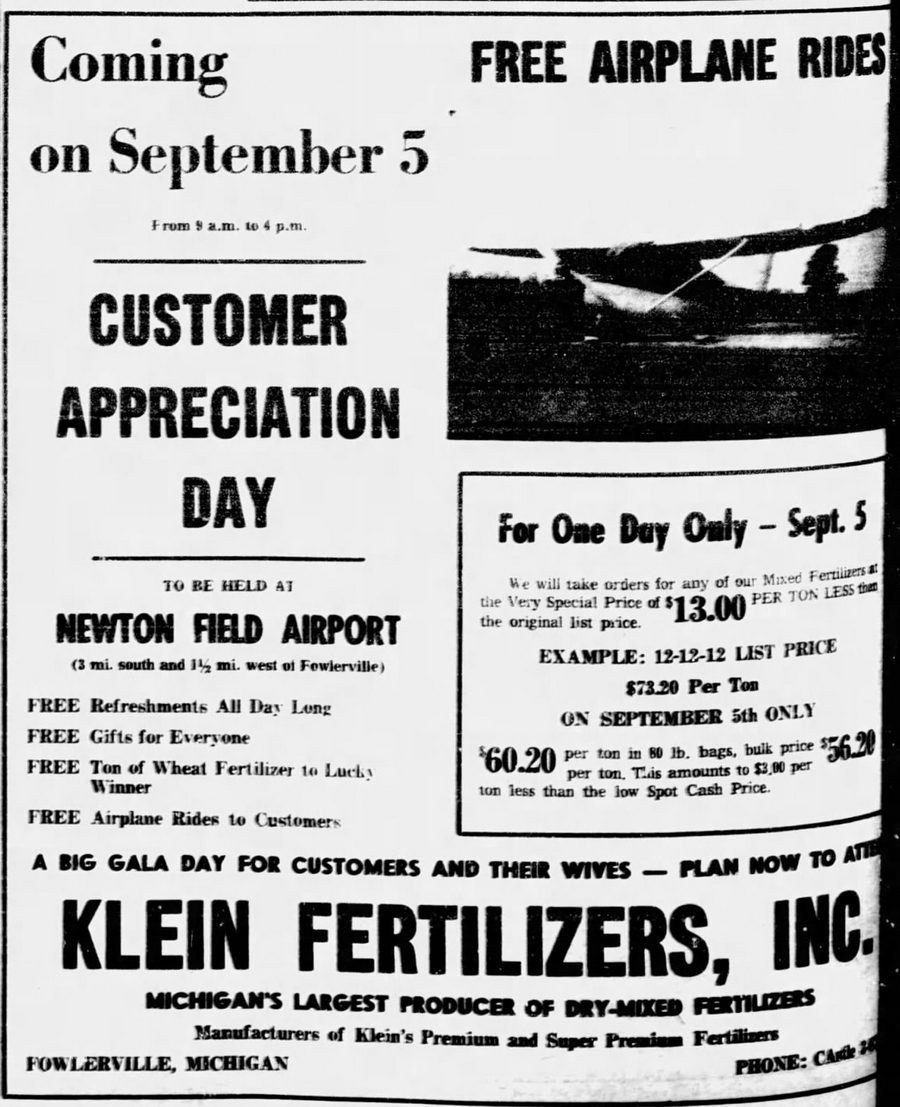 Coming
on September 5
From 9 a.m. to 4 p.m.
CUSTOMER
APPRECIATION
DAY
TO BE HELD AT
NEWTON FIELD AIRPORT
(3 mi. south and 1½ mi. west of Fowlerville)
FREE Refreshments All Day Long
FREE Gifts for Everyone
FREE Ton of Wheat Fertilizer to Lucky
Winner
FREE Airplane Rides to Customers
FREE AIRPLANE RIDES
For One Day Only – Sept. 5
We will take orders for any of our Mixed Fertilizers at
the Very Special Price of $13.00 PER TON LESS than
the original list price.
EXAMPLE: 12-12-12 LIST PRICE
$73.20 Per Ton
ON SEPTEMBER 5th ONLY
$60.20 per ton in 80 lb. bags, bulk price $56.20
per ton. This amounts to $3.00 per
ton less than the low Spot Cash Price.
A BIG GALA DAY FOR CUSTOMERS AND THEIR WIVES — PLAN NOW TO
KLEIN FERTILIZERS, INC.
MICHIGAN'S LARGEST PRODUCER OF DRY-MIXED FERTILIZERS
Manufacturers of Klein's Premium and Super Premium Fertilizers
FOWLERVILLE, MICHIGAN
PHONE: CAstle